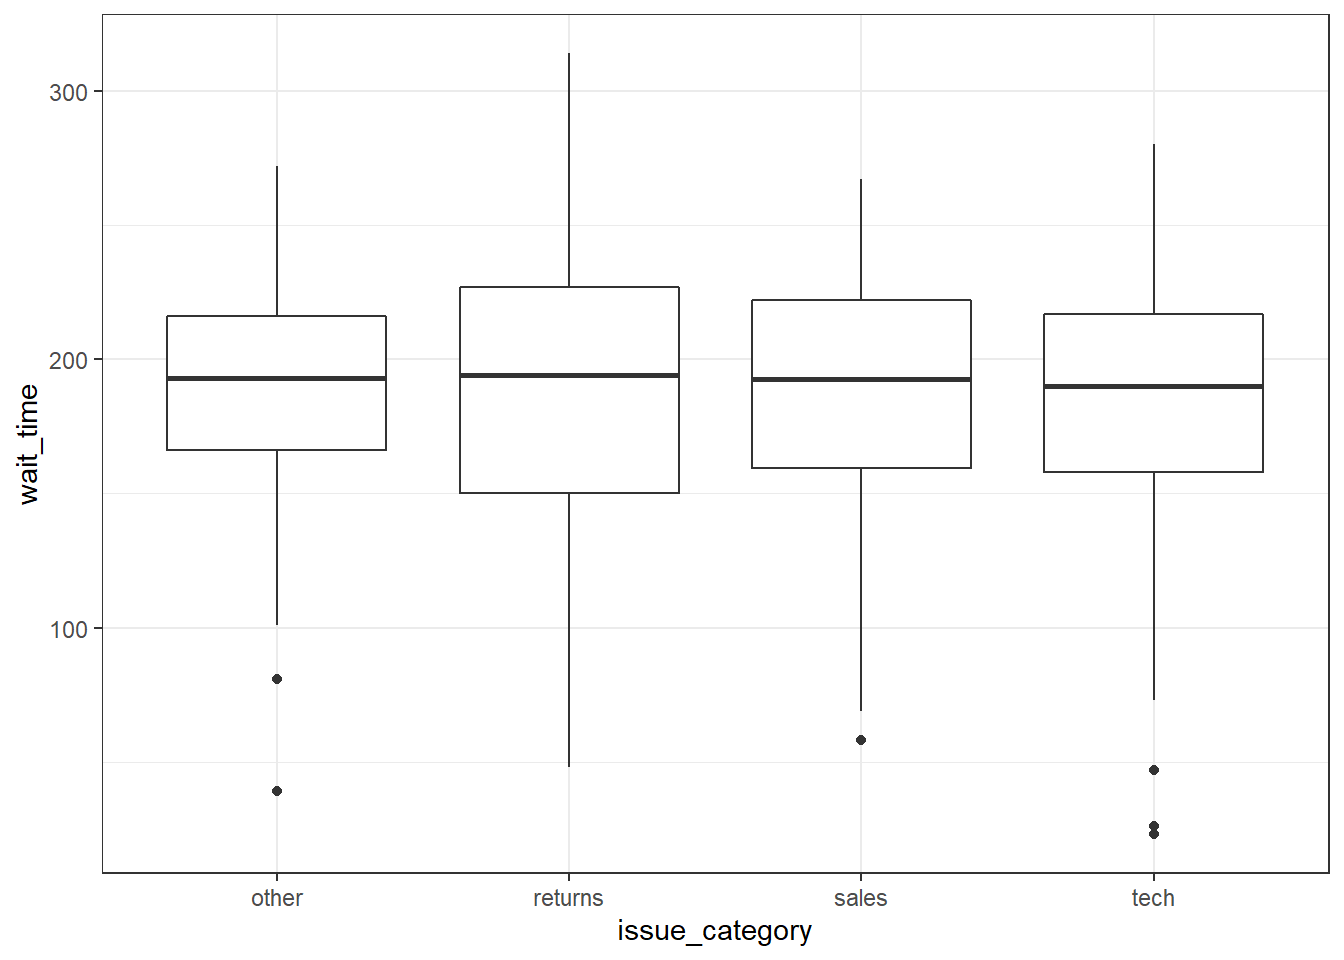 300
200
100
wait_time
other returns sales tech
issue_category